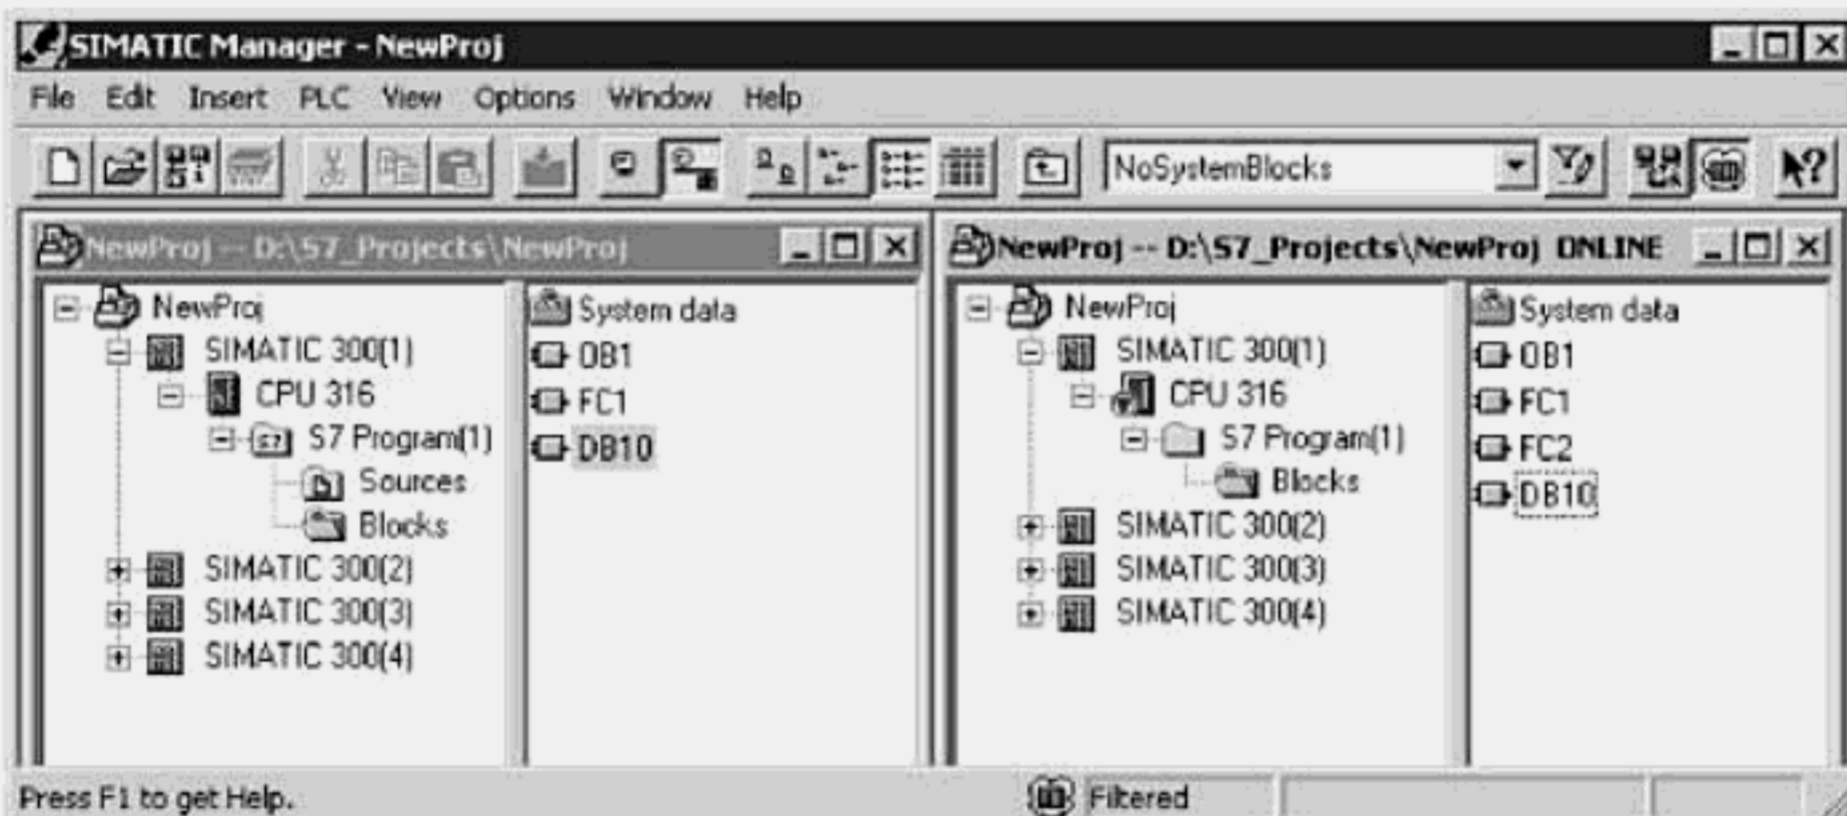 SIMATIC Manager - NewProj
File Edit Insert PLC View Options Window Help
NoSystemBlocks
NewProj -- D:\S7_Projects\NewProj
NewProj
SIMATIC 300(1)
CPU 316
S7 Program(1)
Sources
Blocks
SIMATIC 300(2)
SIMATIC 300(3)
SIMATIC 300(4)
System data
OB1
FC1
DB10
NewProj -- D:\S7_Projects\NewProj ONLINE
NewProj
SIMATIC 300(1)
CPU 316
S7 Program(1)
Blocks
SIMATIC 300(2)
SIMATIC 300(3)
SIMATIC 300(4)
System data
OB1
FC1
FC2
DB10
Press F1 to get Help.
Filtered